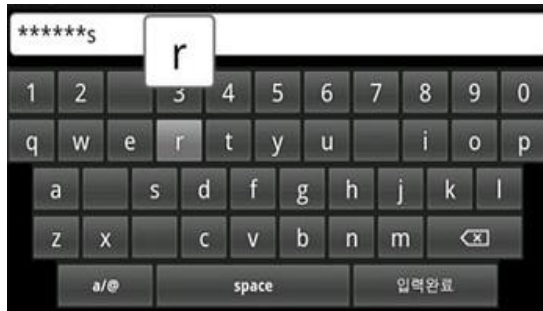 ******s
r
1 2 3 4 5 6 7 8 9 0
q w e r t y u i o p
a s d f g h j k l
z x c v b n m
a/@ space 입력완료